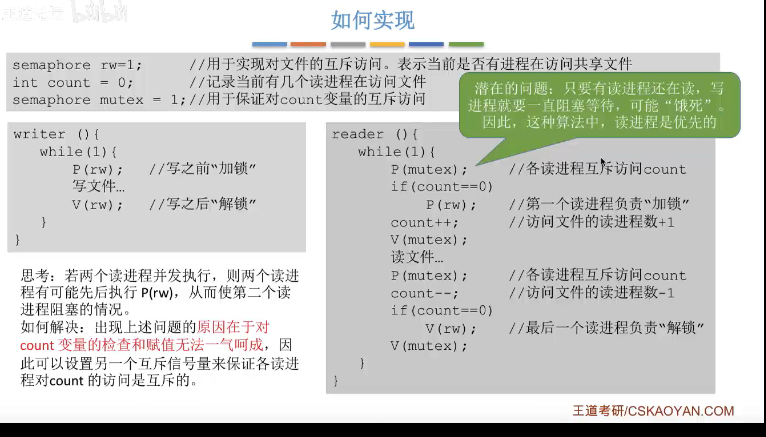 如何实现
semaphore rw=1; //用于实现对文件的互斥访问。表示当前是否有进程在访问共享文件
int count = 0; //记录当前有几个读进程在访问文件
semaphore mutex = 1;//用于保证对count变量的互斥访问
潜在的问题：只要有读进程还在读，写
进程就要一直阻塞等待，可能“饿死”。
因此，这种算法中，读进程是优先的
writer (){
while(1){
P(rw); //写之前“加锁”
写文件…
V(rw); //写之后“解锁”
}
}
思考：若两个读进程并发执行，则两个读进
程有可能先后执行 P(rw)，从而使第二个读
进程阻塞的情况。
如何解决：出现上述问题的原因在于对
count 变量的检查和赋值无法一气呵成，因
此可以设置另一个互斥信号量来保证各读进
程对count 的访问是互斥的。
reader (){
while(1){
P(mutex); //各读进程互斥访问count
if(count==0)
P(rw); //第一个读进程负责“加锁”
count++; //访问文件的读进程数+1
V(mutex);
读文件…
P(mutex); //各读进程互斥访问count
count--; //访问文件的读进程数-1
if(count==0)
V(rw); //最后一个读进程负责“解锁”
V(mutex);
}
}
王道考研/CSKAOYAN.COM